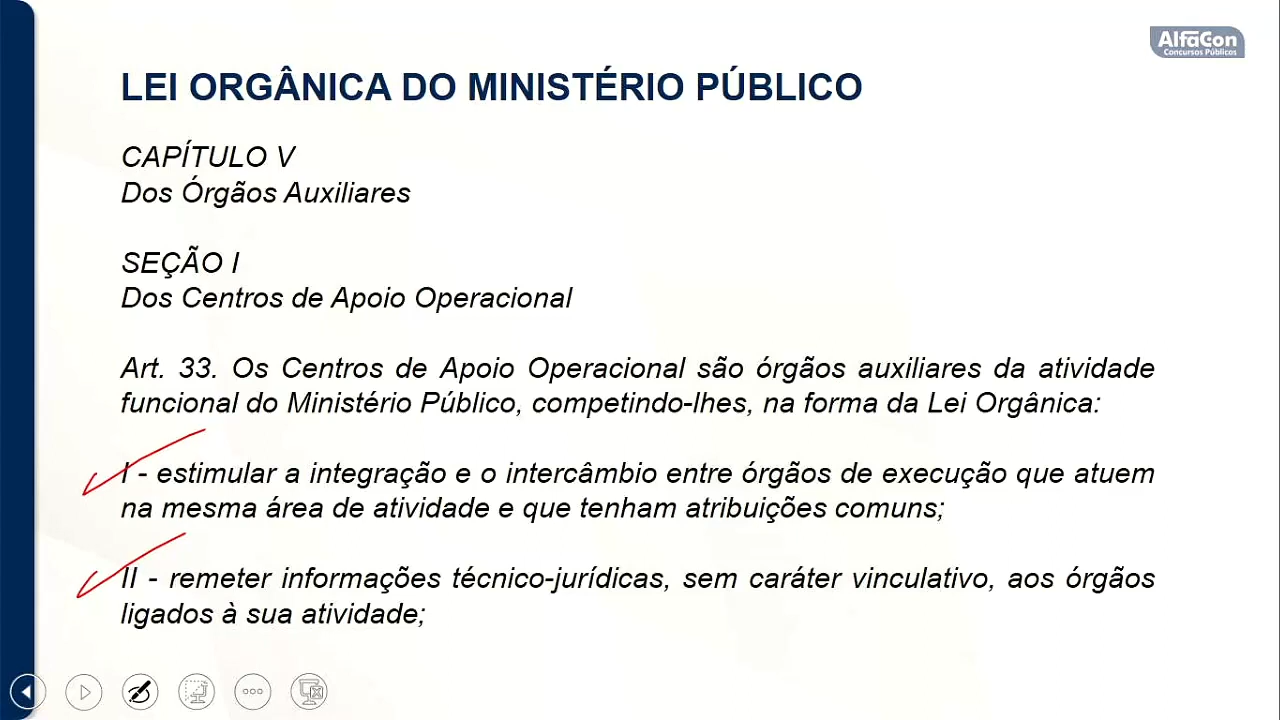 AlfaCon
Concursos Públicos
LEI ORGÂNICA DO MINISTÉRIO PÚBLICO
CAPÍTULO V
Dos Órgãos Auxiliares
SEÇÃO I
Dos Centros de Apoio Operacional
Art. 33. Os Centros de Apoio Operacional são órgãos auxiliares da atividade
funcional do Ministério Público, competindo-lhes, na forma da Lei Orgânica:
I - estimular a integração e o intercâmbio entre órgãos de execução que atuem
na mesma área de atividade e que tenham atribuições comuns;
II - remeter informações técnico-jurídicas, sem caráter vinculativo, aos órgãos
ligados à sua atividade;